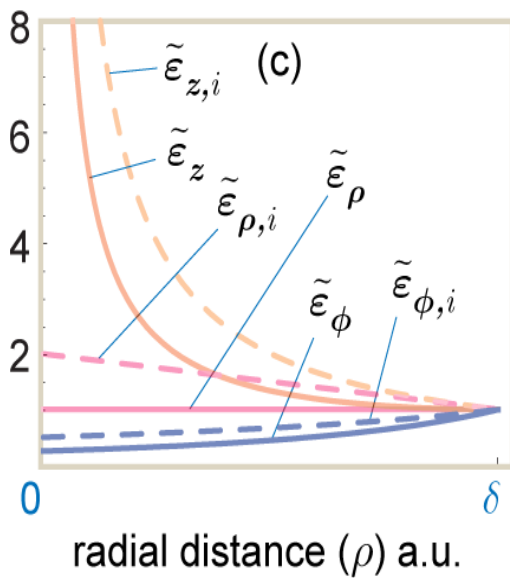 8
(c)
ε̃z,i
6
ε̃z
ε̃ρ
ε̃ρ,i
4
ε̃ϕ,i
ε̃ϕ
2
0
δ
radial distance (ρ) a.u.